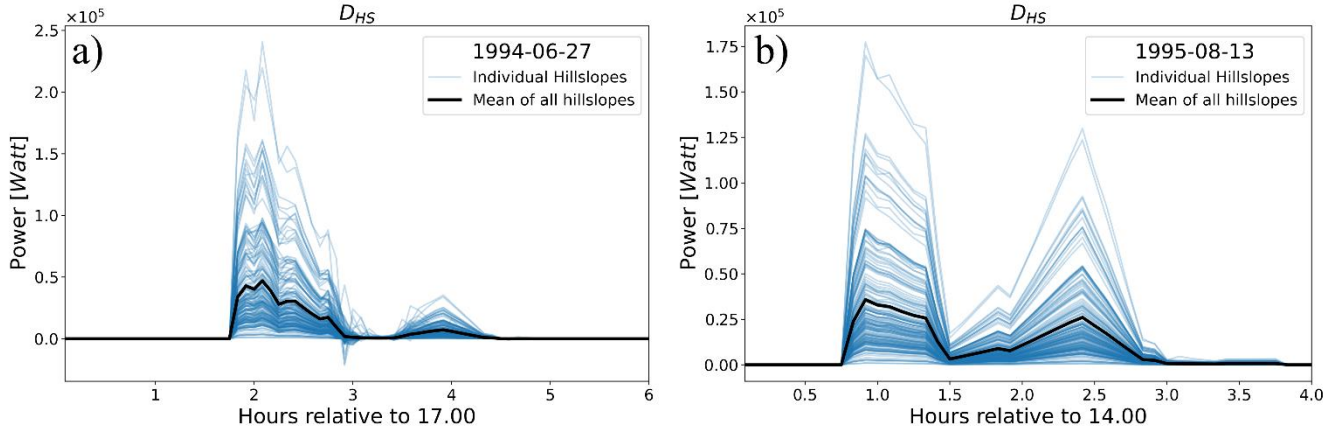 ×10⁵
D_HS
a)
1994-06-27
Individual Hillslopes
Mean of all hillslopes
Power [Watt]
2.5
2.0
1.5
1.0
0.5
0.0
1 2 3 4 5 6
Hours relative to 17.00
×10⁵
D_HS
b)
1995-08-13
Individual Hillslopes
Mean of all hillslopes
Power [Watt]
1.75
1.50
1.25
1.00
0.75
0.50
0.25
0.00
0.5 1.0 1.5 2.0 2.5 3.0 3.5 4.0
Hours relative to 14.00